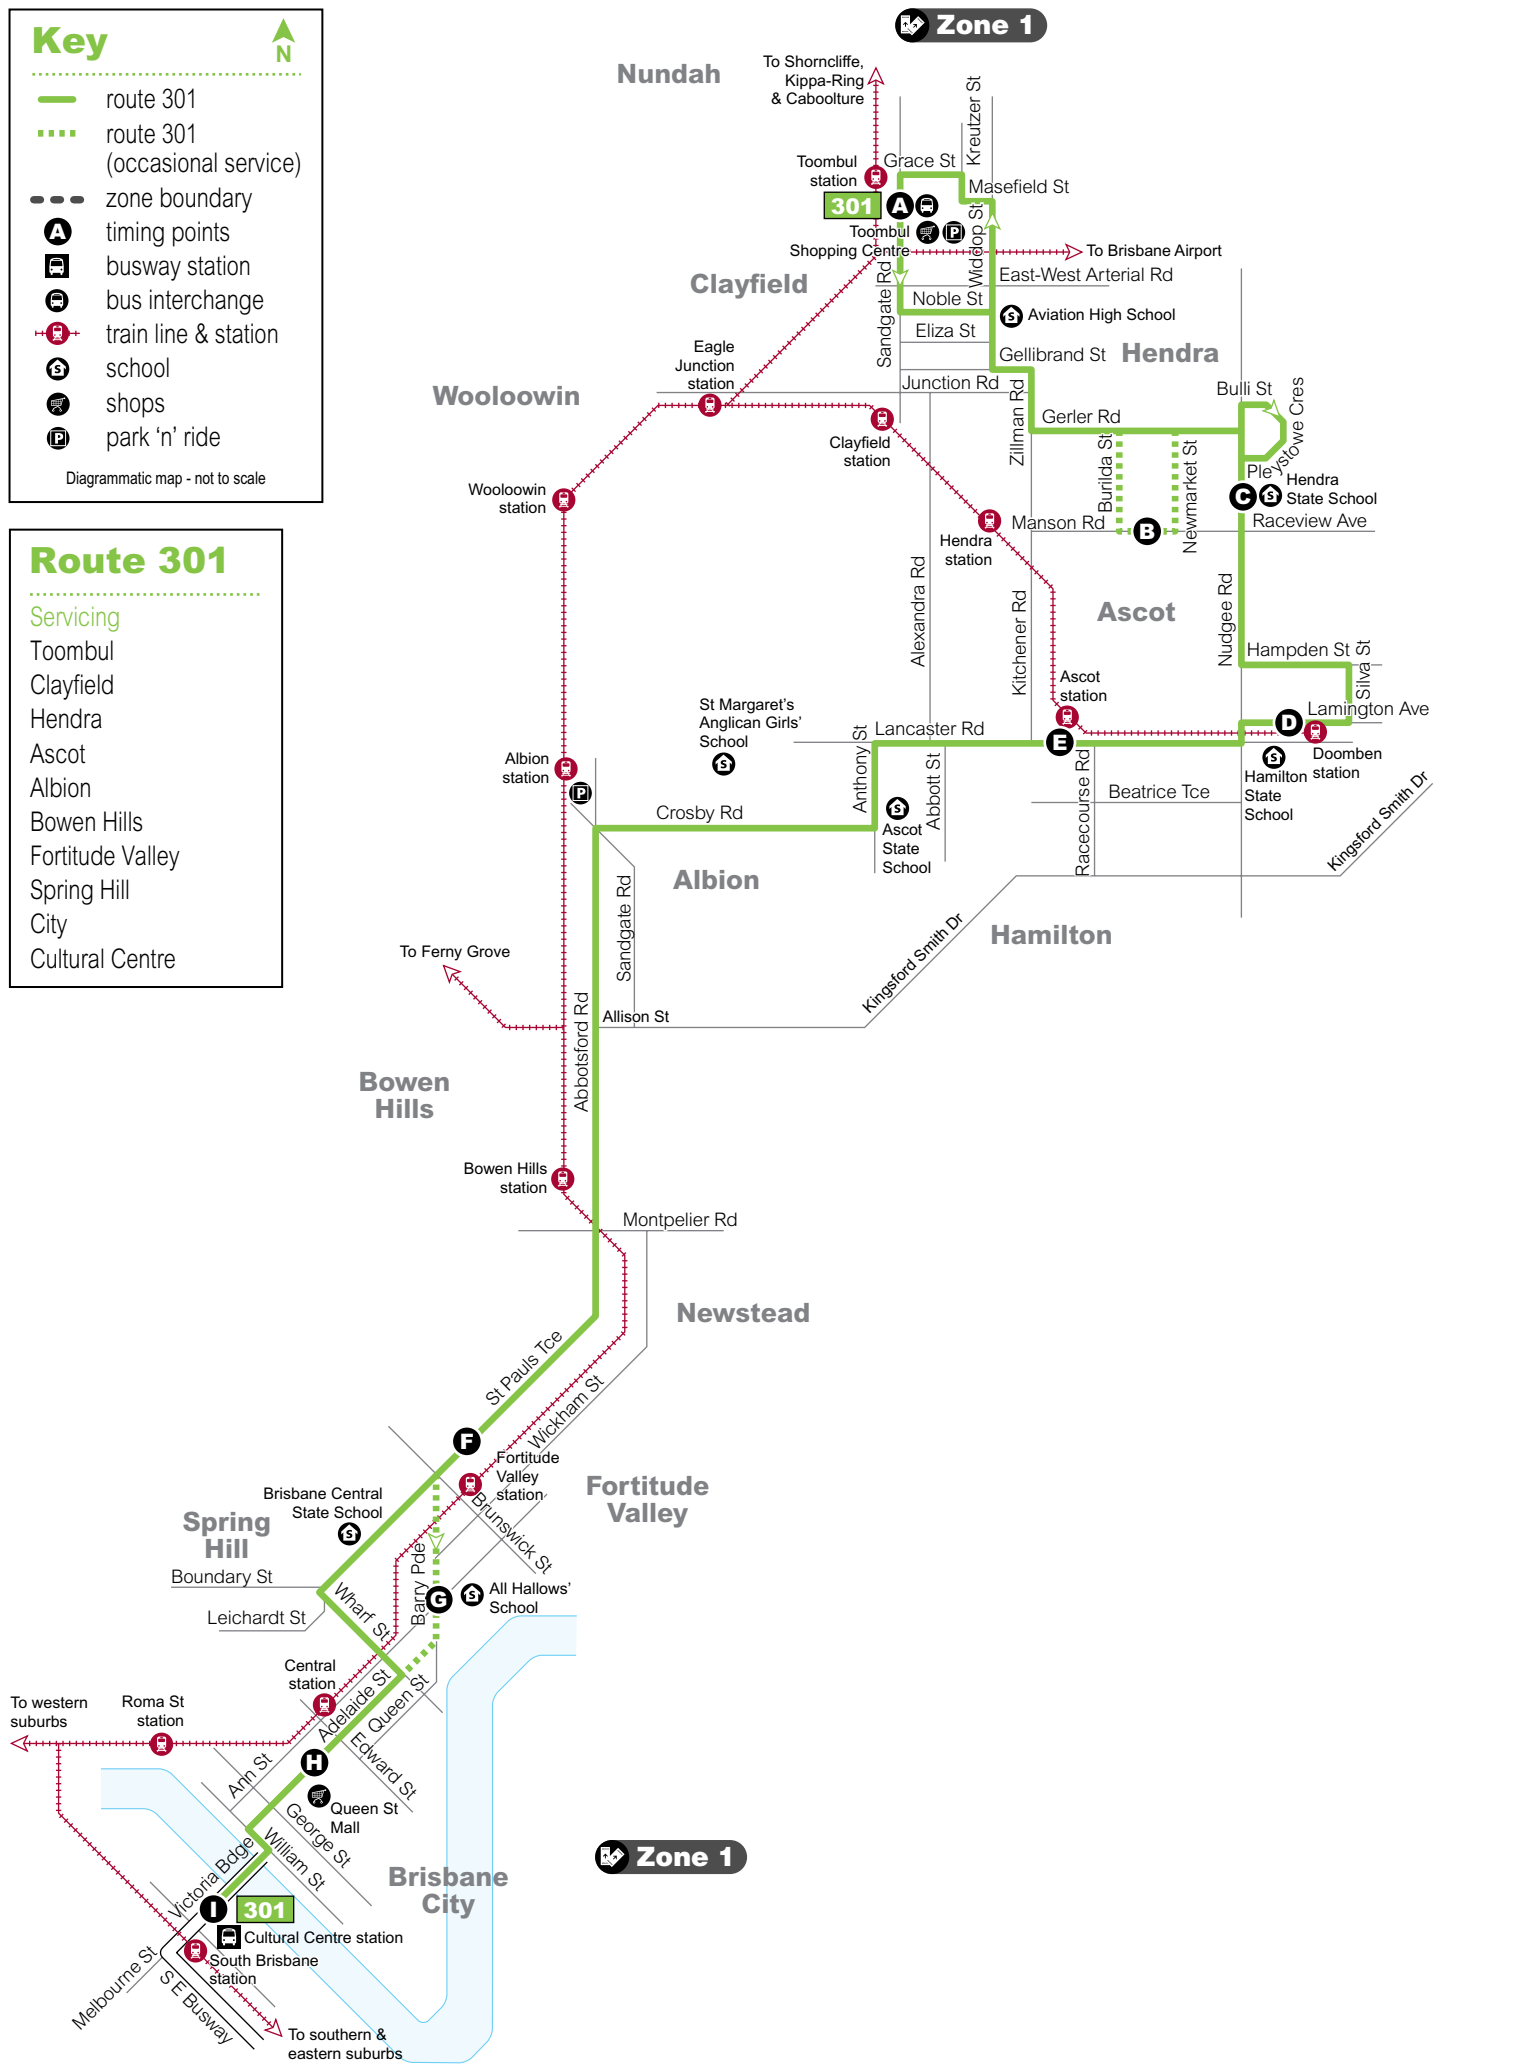 Key
N
route 301
route 301
(occasional service)
zone boundary
A
timing points
busway station
bus interchange
train line & station
S
school
shops
P
park ‘n’ ride
Diagrammatic map - not to scale
Route 301
Servicing
Toombul
Clayfield
Hendra
Ascot
Albion
Bowen Hills
Fortitude Valley
Spring Hill
City
Cultural Centre
Zone 1
Nundah
To Shorncliffe,
Kippa-Ring
& Caboolture
Kreutzer St
Toombul
station
Grace St
Masefield St
301
A
Toombul
Shopping Centre
P
Widdop St
To Brisbane Airport
Clayfield
Sandgate Rd
East-West Arterial Rd
Noble St
S
Aviation High School
Eliza St
Eagle
Junction
station
Gellibrand St
Hendra
Wooloowin
Junction Rd
Zillman Rd
Bulli St
Pleystowe Cres
Gerler Rd
Clayfield
station
Burilda St
Newmarket St
Wooloowin
station
C
S
Hendra
State School
Manson Rd
B
Raceview Ave
Hendra
station
Alexandra Rd
Kitchener Rd
Ascot
Nudgee Rd
Hampden St
Silva St
Ascot
station
St Margaret’s
Anglican Girls’
School
S
Lamington Ave
D
Lancaster Rd
E
Anthony St
Abbott St
Racecourse Rd
Doomben
station
S
Hamilton
State
School
Albion
station
P
Beatrice Tce
Kingsford Smith Dr
Crosby Rd
S
Ascot
State
School
Albion
Sandgate Rd
Hamilton
Kingsford Smith Dr
To Ferny Grove
Abbotsford Rd
Allison St
Bowen
Hills
Bowen Hills
station
Montpelier Rd
Newstead
St Pauls Tce
Wickham St
F
Fortitude
Valley
station
Fortitude
Valley
Brisbane Central
State School
S
Brunswick St
Spring
Hill
Barry Pde
Boundary St
Wharf St
G
S
All Hallows’
School
Leichardt St
Central
station
Adelaide St
Queen St
To western
suburbs
Roma St
station
H
Edward St
Ann St
Queen St
Mall
George St
William St
Victoria Bdge
Zone 1
Brisbane
City
I
301
Cultural Centre station
South Brisbane
station
Melbourne St
S E Busway
To southern &
eastern suburbs